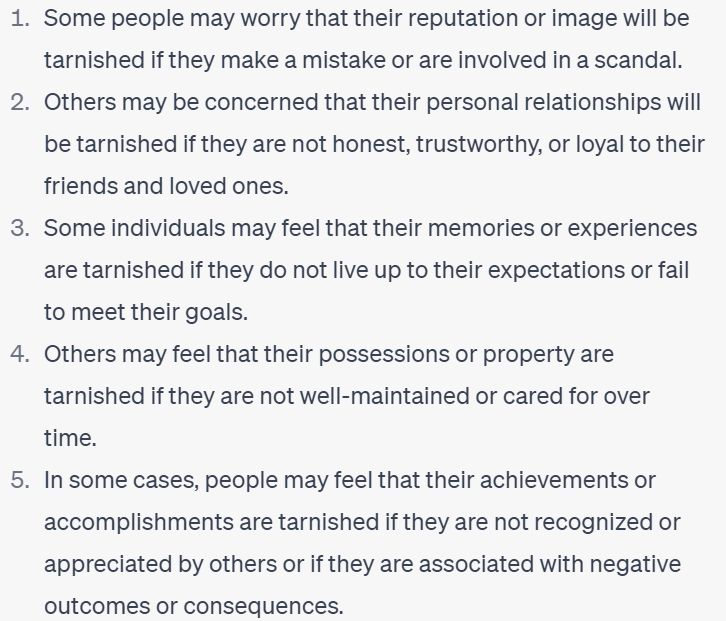 1. Some people may worry that their reputation or image will be
tarnished if they make a mistake or are involved in a scandal.
2. Others may be concerned that their personal relationships will
be tarnished if they are not honest, trustworthy, or loyal to their
friends and loved ones.
3. Some individuals may feel that their memories or experiences
are tarnished if they do not live up to their expectations or fail
to meet their goals.
4. Others may feel that their possessions or property are
tarnished if they are not well-maintained or cared for over
time.
5. In some cases, people may feel that their achievements or
accomplishments are tarnished if they are not recognized or
appreciated by others or if they are associated with negative
outcomes or consequences.